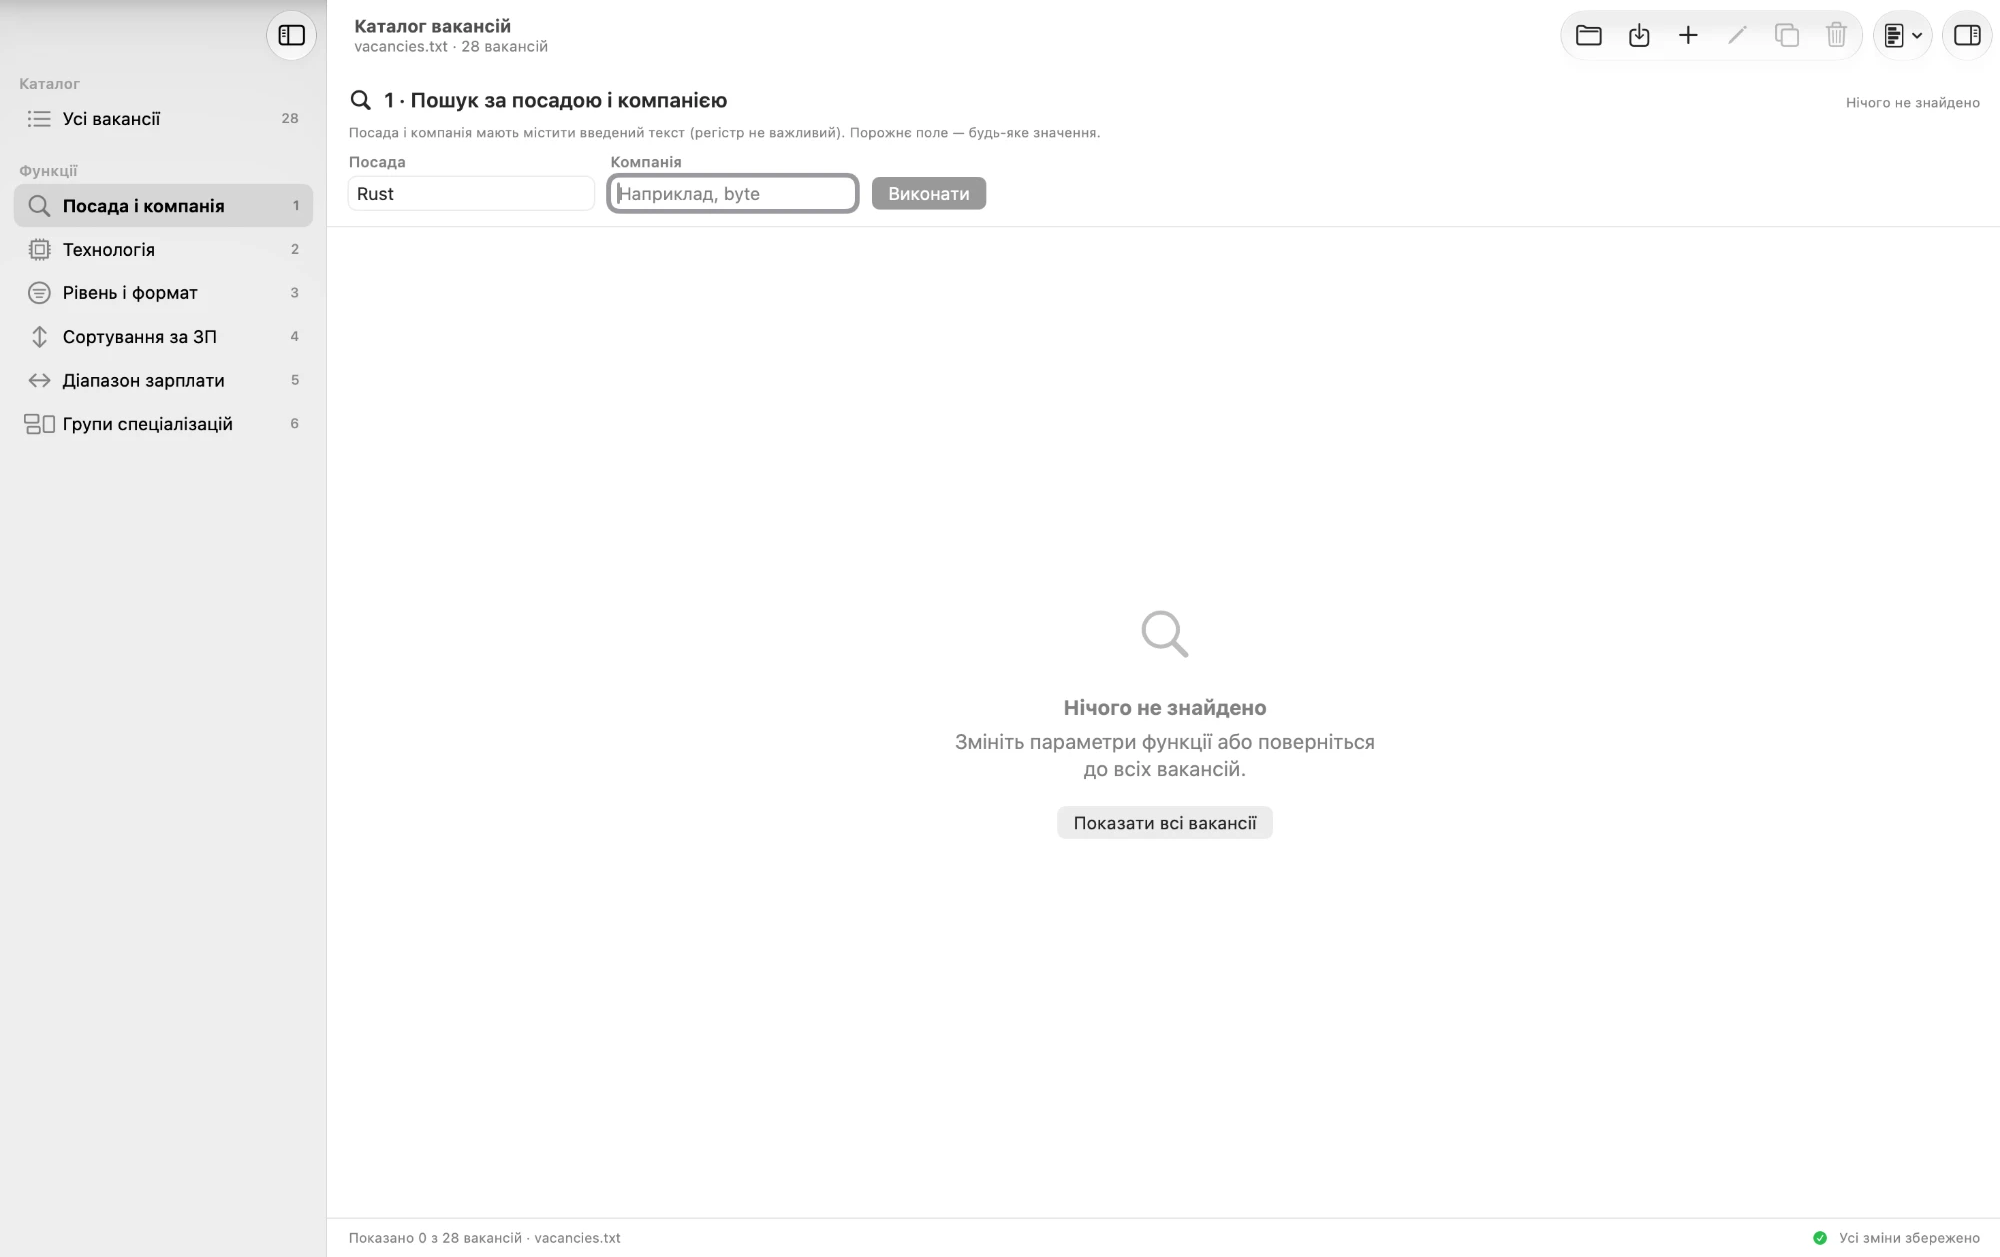 Каталог вакансій
vacancies.txt · 28 вакансій
Каталог
Усі вакансії 28
Функції
Посада і компанія 1
Технологія 2
Рівень і формат 3
Сортування за ЗП 4
Діапазон зарплати 5
Групи спеціалізацій 6
1 · Пошук за посадою і компанією
Нічого не знайдено
Посада і компанія мають містити введений текст (регістр не важливий). Порожнє поле — будь-яке значення.
Посада Компанія
Rust Наприклад, byte Виконати
Нічого не знайдено
Змініть параметри функції або поверніться
до всіх вакансій.
Показати всі вакансії
Показано 0 з 28 вакансій · vacancies.txt
Усі зміни збережено